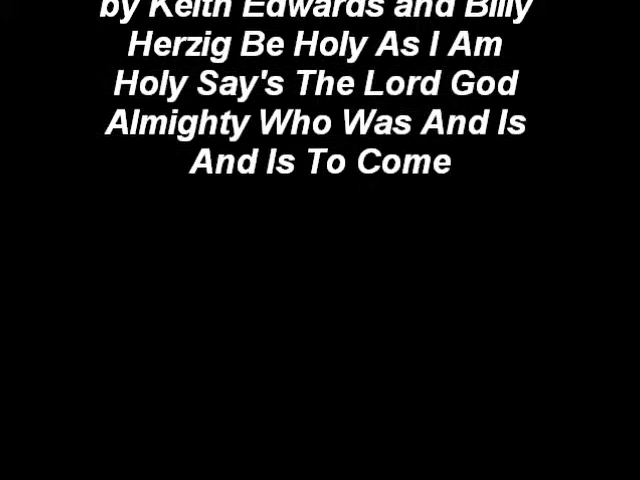 by Keith Edwards and Billy
Herzig Be Holy As I Am
Holy Say's The Lord God
Almighty Who Was And Is
And Is To Come